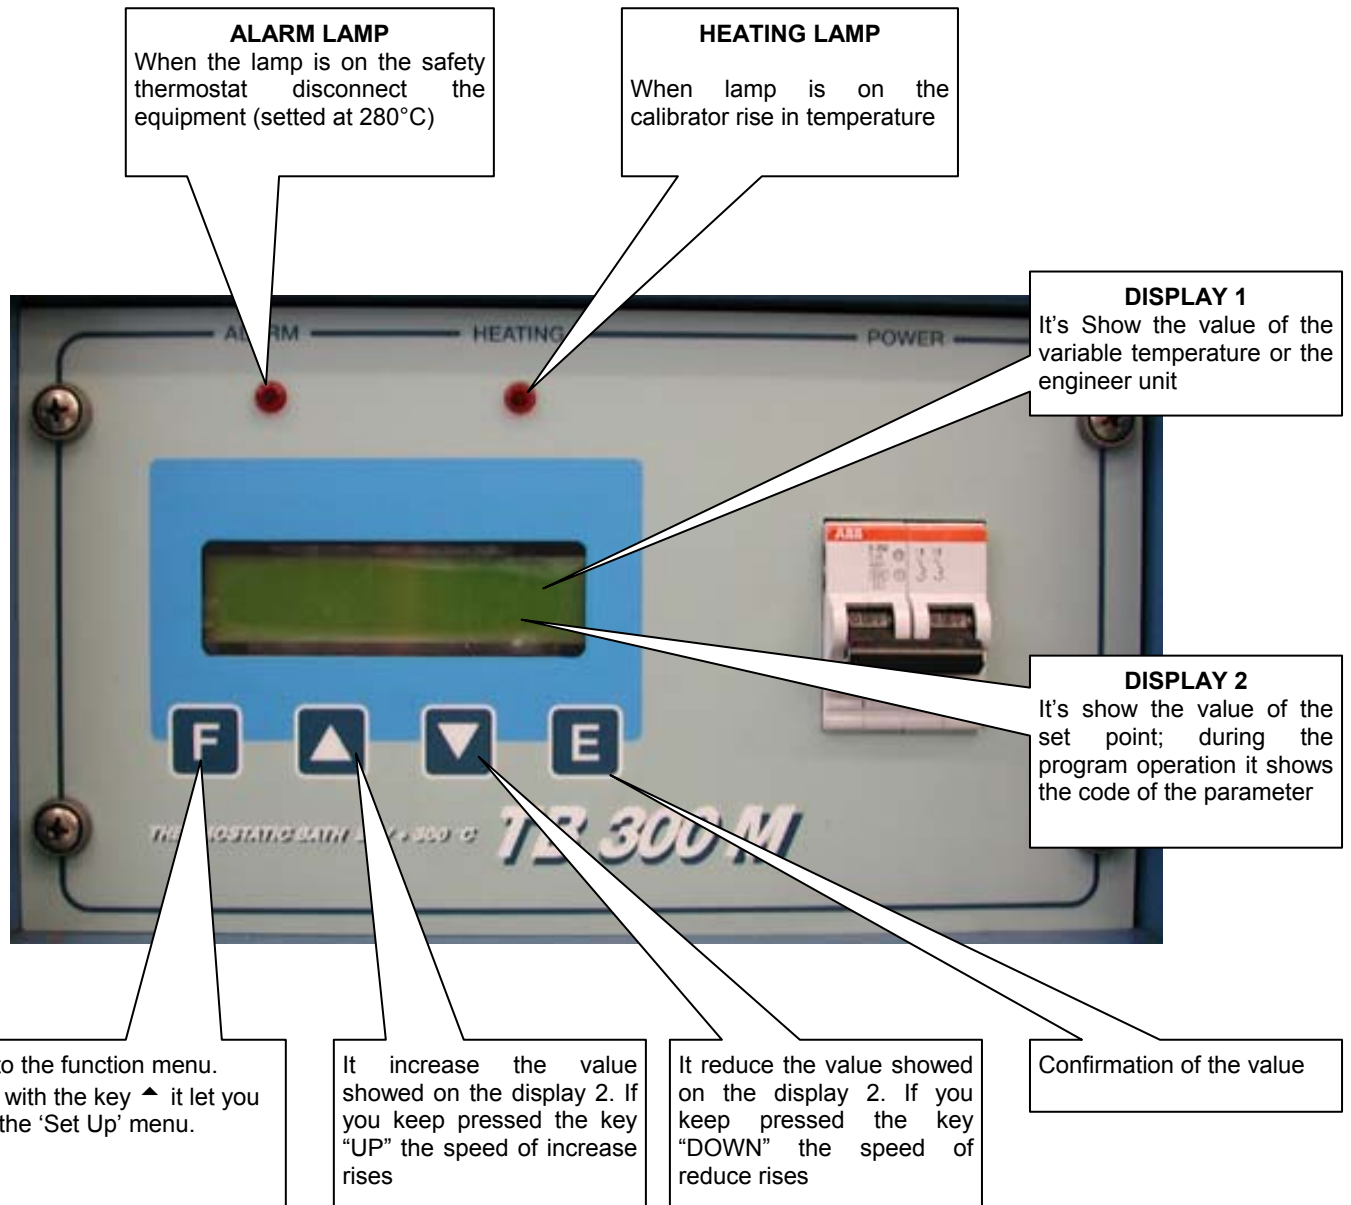 ALARM LAMP
When the lamp is on the safety
thermostat disconnect the
equipment (setted at 280°C)
HEATING LAMP
When lamp is on the
calibrator rise in temperature
DISPLAY 1
It's Show the value of the
variable temperature or the
engineer unit
ALARM
HEATING
POWER
ABB
DISPLAY 2
It's show the value of the
set point; during the
program operation it shows
the code of the parameter
F ▲ ▼ E
THERMOSTATIC BATH
300 °C
TB 300 M
to the function menu.
with the key ▲ it let you
the 'Set Up' menu.
It increase the value
showed on the display 2. If
you keep pressed the key
“UP” the speed of increase
rises
It reduce the value showed
on the display 2. If you
keep pressed the key
“DOWN” the speed of
reduce rises
Confirmation of the value